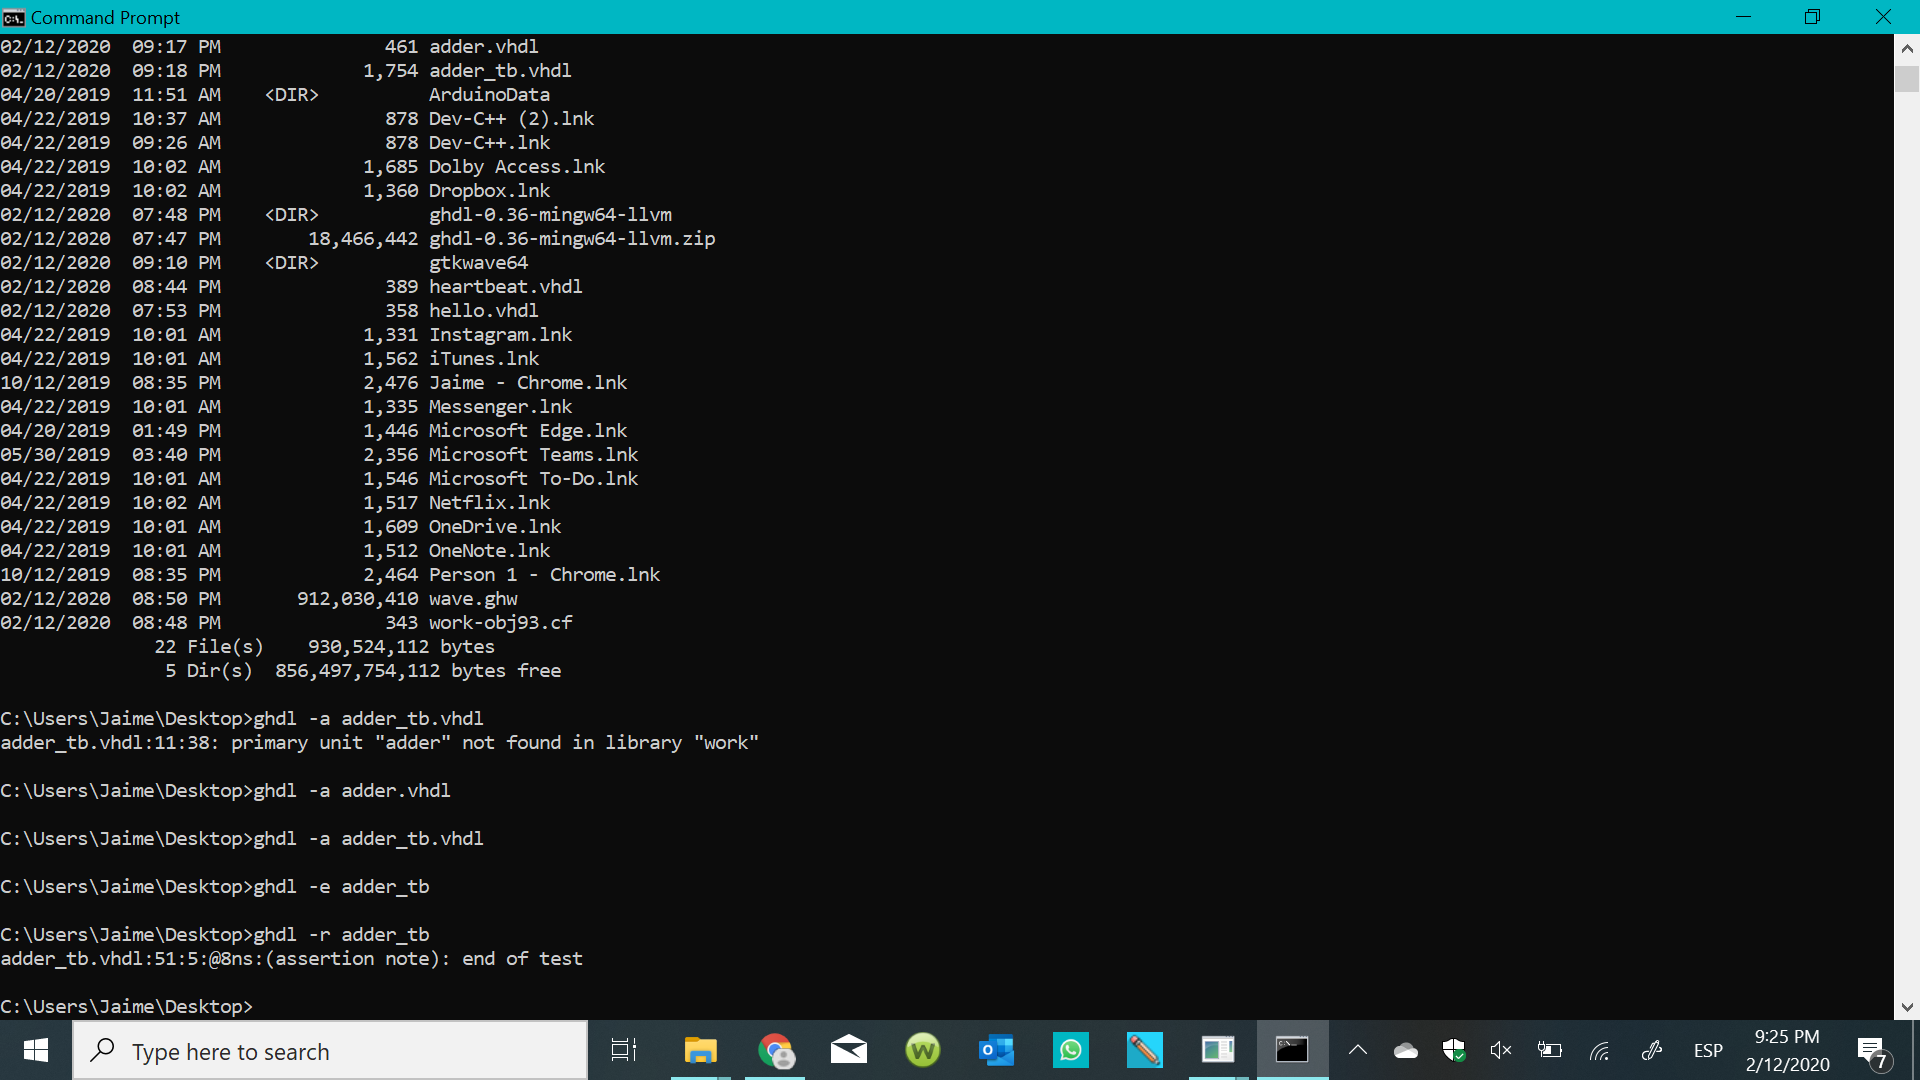 Command Prompt
02/12/2020  09:17 PM               461 adder.vhdl
02/12/2020  09:18 PM             1,754 adder_tb.vhdl
04/20/2019  11:51 AM    <DIR>          ArduinoData
04/22/2019  10:37 AM               878 Dev-C++ (2).lnk
04/22/2019  09:26 AM               878 Dev-C++.lnk
04/22/2019  10:02 AM             1,685 Dolby Access.lnk
04/22/2019  10:02 AM             1,360 Dropbox.lnk
02/12/2020  07:48 PM    <DIR>          ghdl-0.36-mingw64-llvm
02/12/2020  07:47 PM        18,466,442 ghdl-0.36-mingw64-llvm.zip
02/12/2020  09:10 PM    <DIR>          gtkwave64
02/12/2020  08:44 PM               389 heartbeat.vhdl
02/12/2020  07:53 PM               358 hello.vhdl
04/22/2019  10:01 AM             1,331 Instagram.lnk
04/22/2019  10:01 AM             1,562 iTunes.lnk
10/12/2019  08:35 PM             2,476 Jaime - Chrome.lnk
04/22/2019  10:01 AM             1,335 Messenger.lnk
04/20/2019  01:49 PM             1,446 Microsoft Edge.lnk
05/30/2019  03:40 PM             2,356 Microsoft Teams.lnk
04/22/2019  10:01 AM             1,546 Microsoft To-Do.lnk
04/22/2019  10:02 AM             1,517 Netflix.lnk
04/22/2019  10:01 AM             1,609 OneDrive.lnk
04/22/2019  10:01 AM             1,512 OneNote.lnk
10/12/2019  08:35 PM             2,464 Person 1 - Chrome.lnk
02/12/2020  08:50 PM       912,030,410 wave.ghw
02/12/2020  08:48 PM               343 work-obj93.cf
22 File(s)    930,524,112 bytes
5 Dir(s)  856,497,754,112 bytes free
C:\Users\Jaime\Desktop>ghdl -a adder_tb.vhdl
adder_tb.vhdl:11:38: primary unit "adder" not found in library "work"
C:\Users\Jaime\Desktop>ghdl -a adder.vhdl
C:\Users\Jaime\Desktop>ghdl -a adder_tb.vhdl
C:\Users\Jaime\Desktop>ghdl -e adder_tb
C:\Users\Jaime\Desktop>ghdl -r adder_tb
adder_tb.vhdl:51:5:@8ns:(assertion note): end of test
C:\Users\Jaime\Desktop>
Type here to search
ESP
9:25 PM
2/12/2020
7